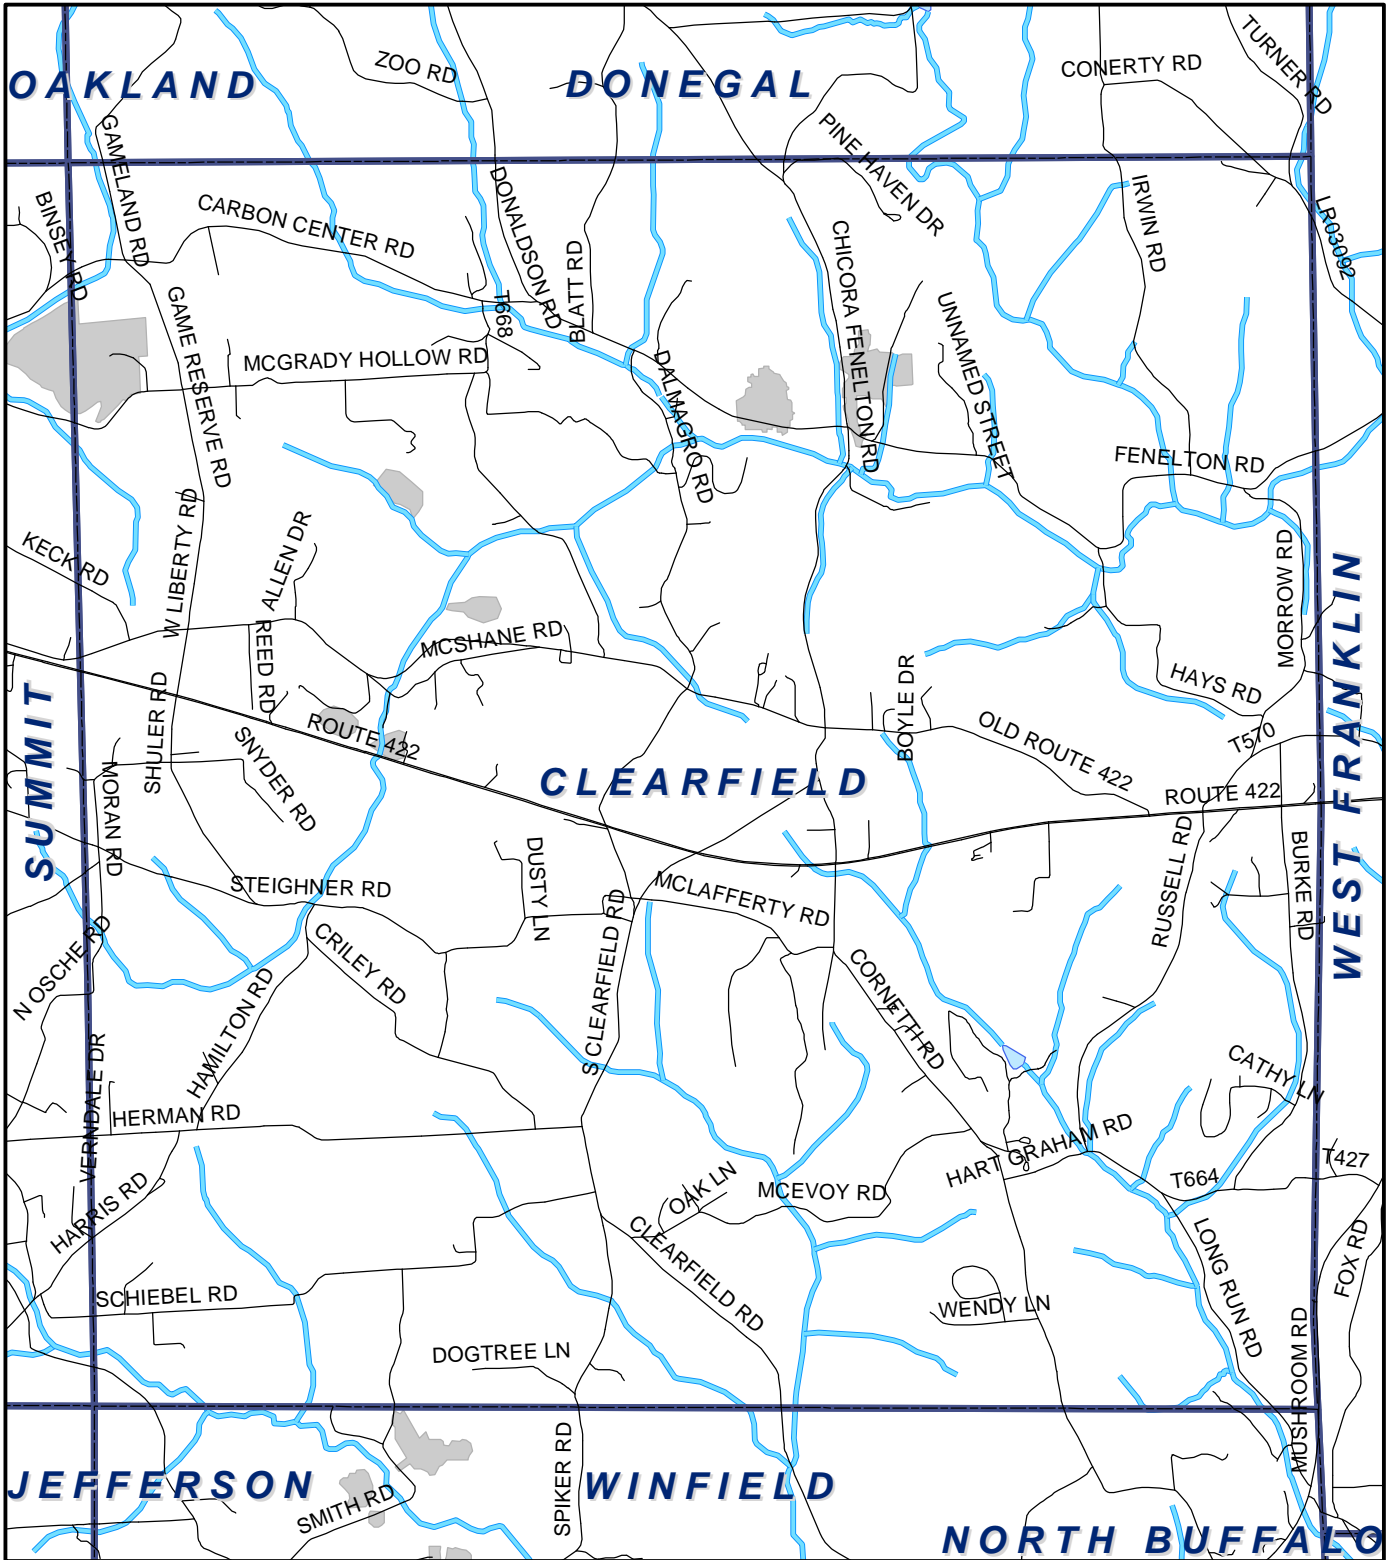 OAKLAND
ZOO RD
DONEGAL
CONERTY RD
TURNER RD
GAMELAND RD
PINE HAVEN DR
BINSEY RD
CARBON CENTER RD
DONALDSON RD
IRWIN RD
LR03092
BLATT RD
CHICORA FENELTON RD
T668
GAME RESERVE RD
UNNAMED STREET
MCGRADY HOLLOW RD
DALMAGRO RD
FENELTON RD
W LIBERTY RD
ALLEN DR
KECK RD
MORROW RD
WEST FRANKLIN
REED RD
MCSHANE RD
BOYLE DR
HAYS RD
SUMMIT
SHULER RD
ROUTE 422
OLD ROUTE 422
T570
SNYDER RD
CLEARFIELD
ROUTE 422
MORAN RD
DUSTY LN
RUSSELL RD
BURKE RD
STEIGHNER RD
MCLAFFERTY RD
N OSCHE RD
CRILEY RD
S CLEARFIELD RD
CORNETTI RD
HAMILTON RD
VERNDALE DR
CATHY LN
HERMAN RD
HART GRAHAM RD
T427
HARRIS RD
OAK LN
MCEVOY RD
T664
CLEARFIELD RD
LONG RUN RD
FOX RD
SCHIEBEL RD
WENDY LN
DOGTREE LN
MUSHROOM RD
JEFFERSON
SMITH RD
SPIKER RD
WINFIELD
NORTH BUFFALO